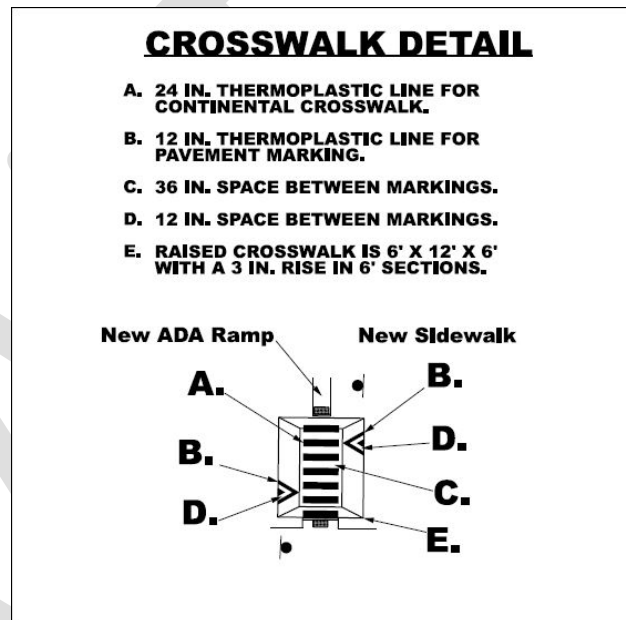 CROSSWALK DETAIL
A. 24 IN. THERMOPLASTIC LINE FOR
CONTINENTAL CROSSWALK.
B. 12 IN. THERMOPLASTIC LINE FOR
PAVEMENT MARKING.
C. 36 IN. SPACE BETWEEN MARKINGS.
D. 12 IN. SPACE BETWEEN MARKINGS.
E. RAISED CROSSWALK IS 6' X 12' X 6'
WITH A 3 IN. RISE IN 6' SECTIONS.
New ADA Ramp
New Sidewalk
A.
B.
B.
D.
D.
C.
E.